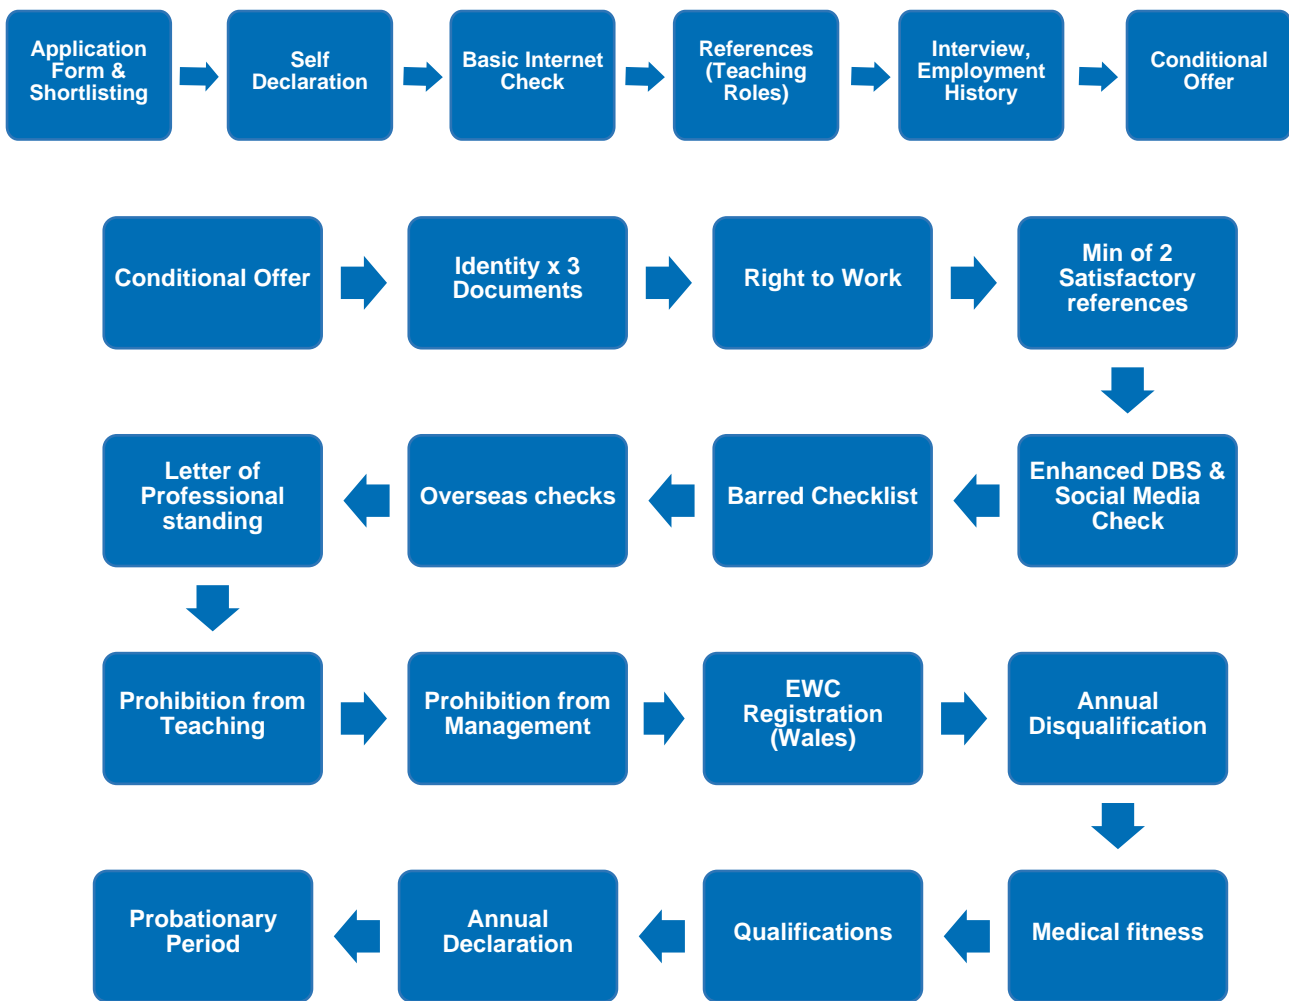 Application
Form &
Shortlisting
Self
Declaration
Basic Internet
Check
References
(Teaching
Roles)
Interview,
Employment
History
Conditional
Offer
Conditional Offer
Identity x 3
Documents
Right to Work
Min of 2
Satisfactory
references
Enhanced DBS &
Social Media
Check
Barred Checklist
Overseas checks
Letter of
Professional
standing
Prohibition from
Teaching
Prohibition from
Management
EWC
Registration
(Wales)
Annual
Disqualification
Medical fitness
Qualifications
Annual
Declaration
Probationary
Period